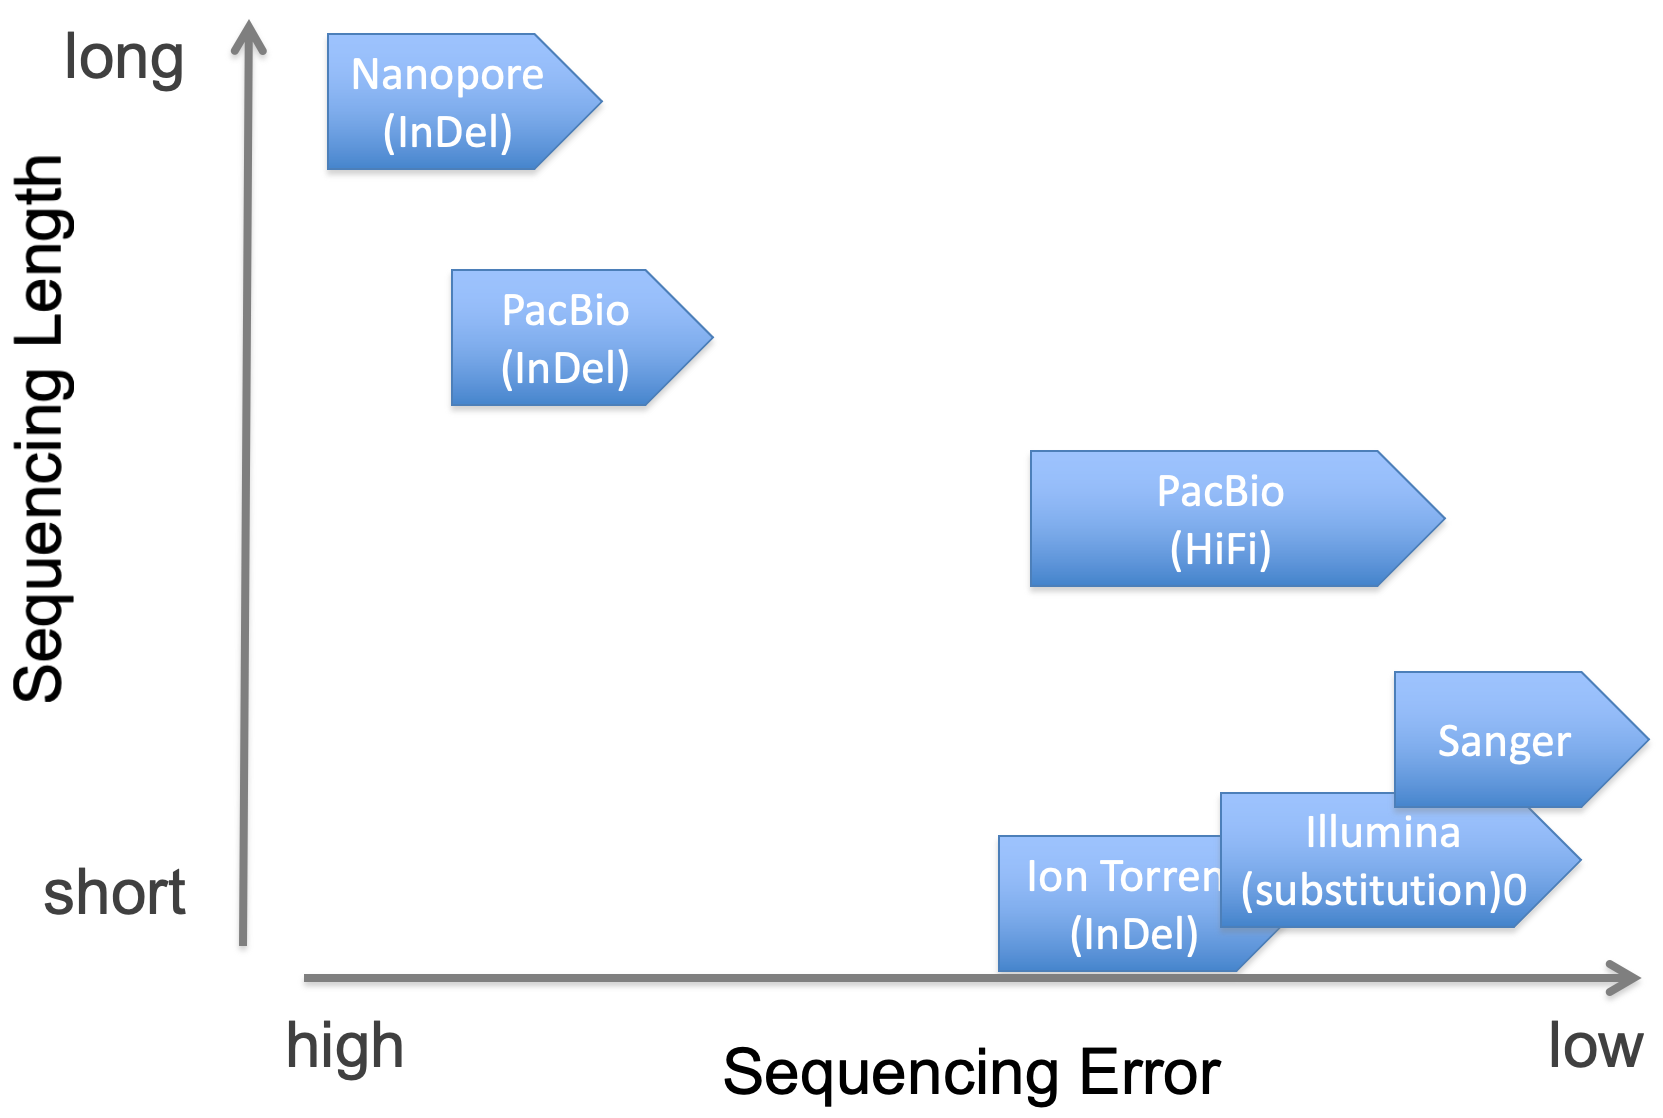 long
Nanopore
(InDel)
Sequencing Length
PacBio
(InDel)
PacBio
(HiFi)
Sanger
Illumina
(substitution)0
Ion Torren
(InDel)
short
high
Sequencing Error
low